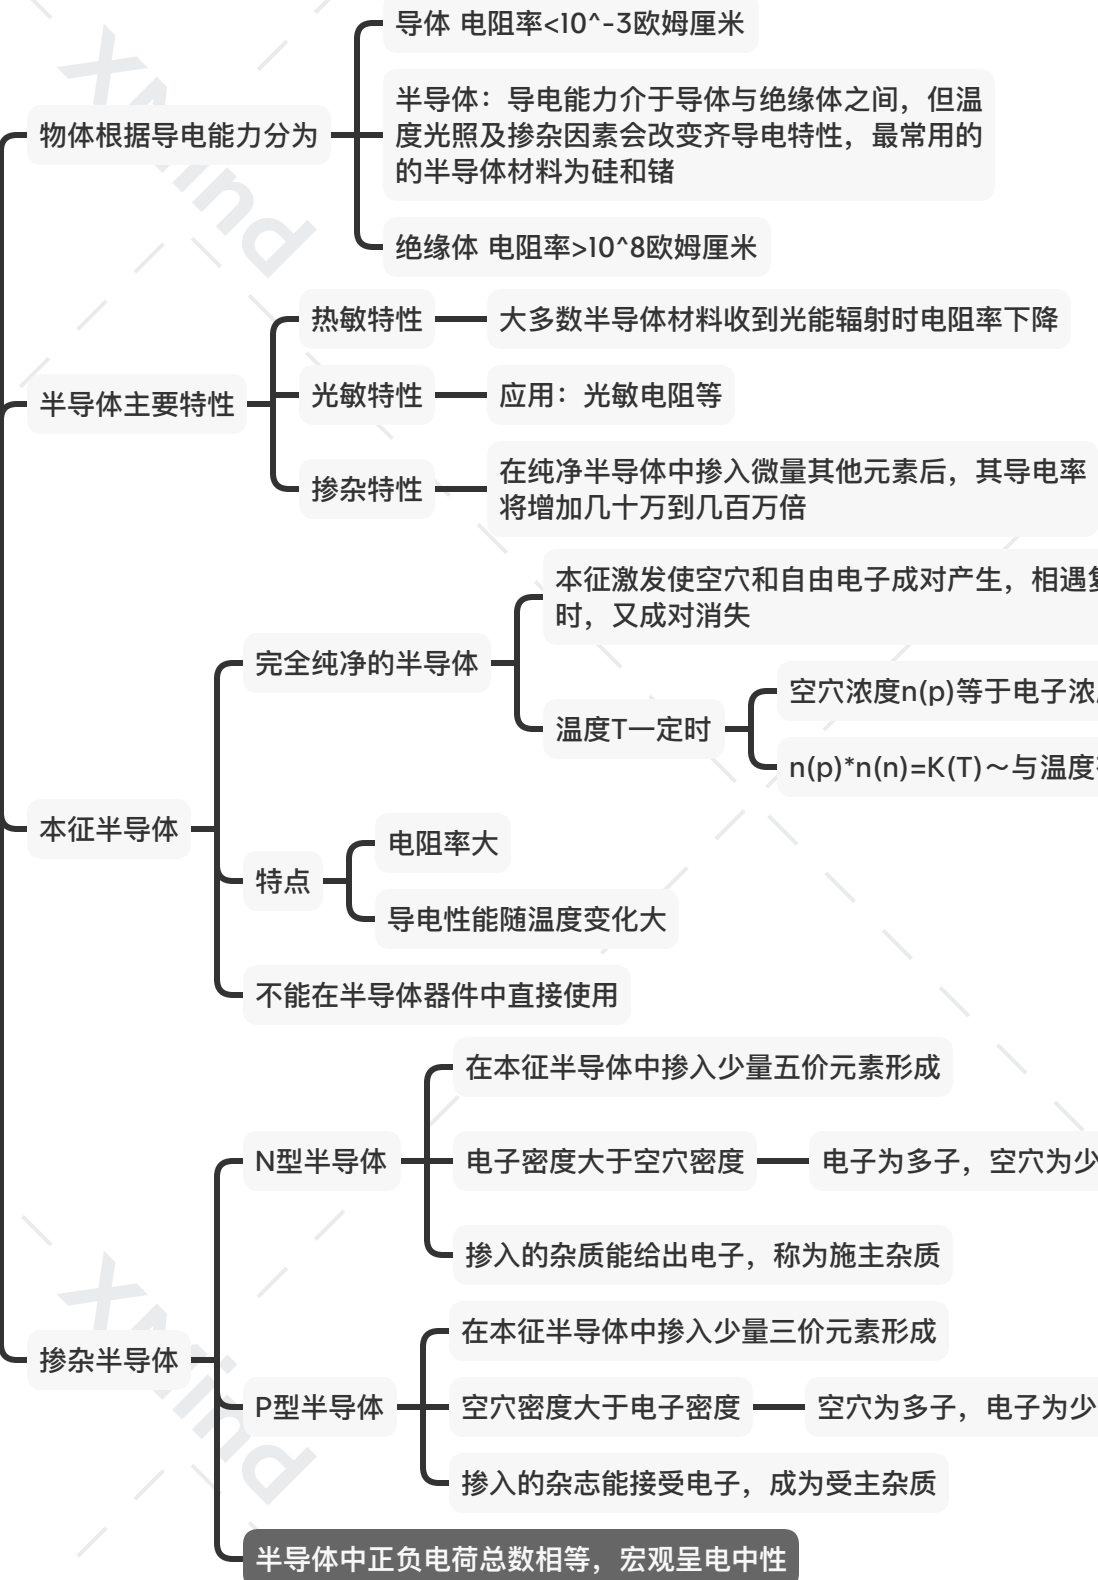 导体 电阻率<10^-3欧姆厘米
物体根据导电能力分为
半导体：导电能力介于导体与绝缘体之间，但温
度光照及掺杂因素会改变齐导电特性，最常用的
的半导体材料为硅和锗
绝缘体 电阻率>10^8欧姆厘米
半导体主要特性
热敏特性
大多数半导体材料收到光能辐射时电阻率下降
光敏特性
应用：光敏电阻等
掺杂特性
在纯净半导体中掺入微量其他元素后，其导电率
将增加几十万到几百万倍
本征半导体
完全纯净的半导体
本征激发使空穴和自由电子成对产生，相遇
时，又成对消失
温度T一定时
空穴浓度n(p)等于电子浓
n(p)*n(n)=K(T)～与温度
特点
电阻率大
导电性能随温度变化大
不能在半导体器件中直接使用
掺杂半导体
N型半导体
在本征半导体中掺入少量五价元素形成
电子密度大于空穴密度
电子为多子，空穴为少
掺入的杂质能给出电子，称为施主杂质
P型半导体
在本征半导体中掺入少量三价元素形成
空穴密度大于电子密度
空穴为多子，电子为少
掺入的杂志能接受电子，成为受主杂质
半导体中正负电荷总数相等，宏观呈电中性
XMind
XMind